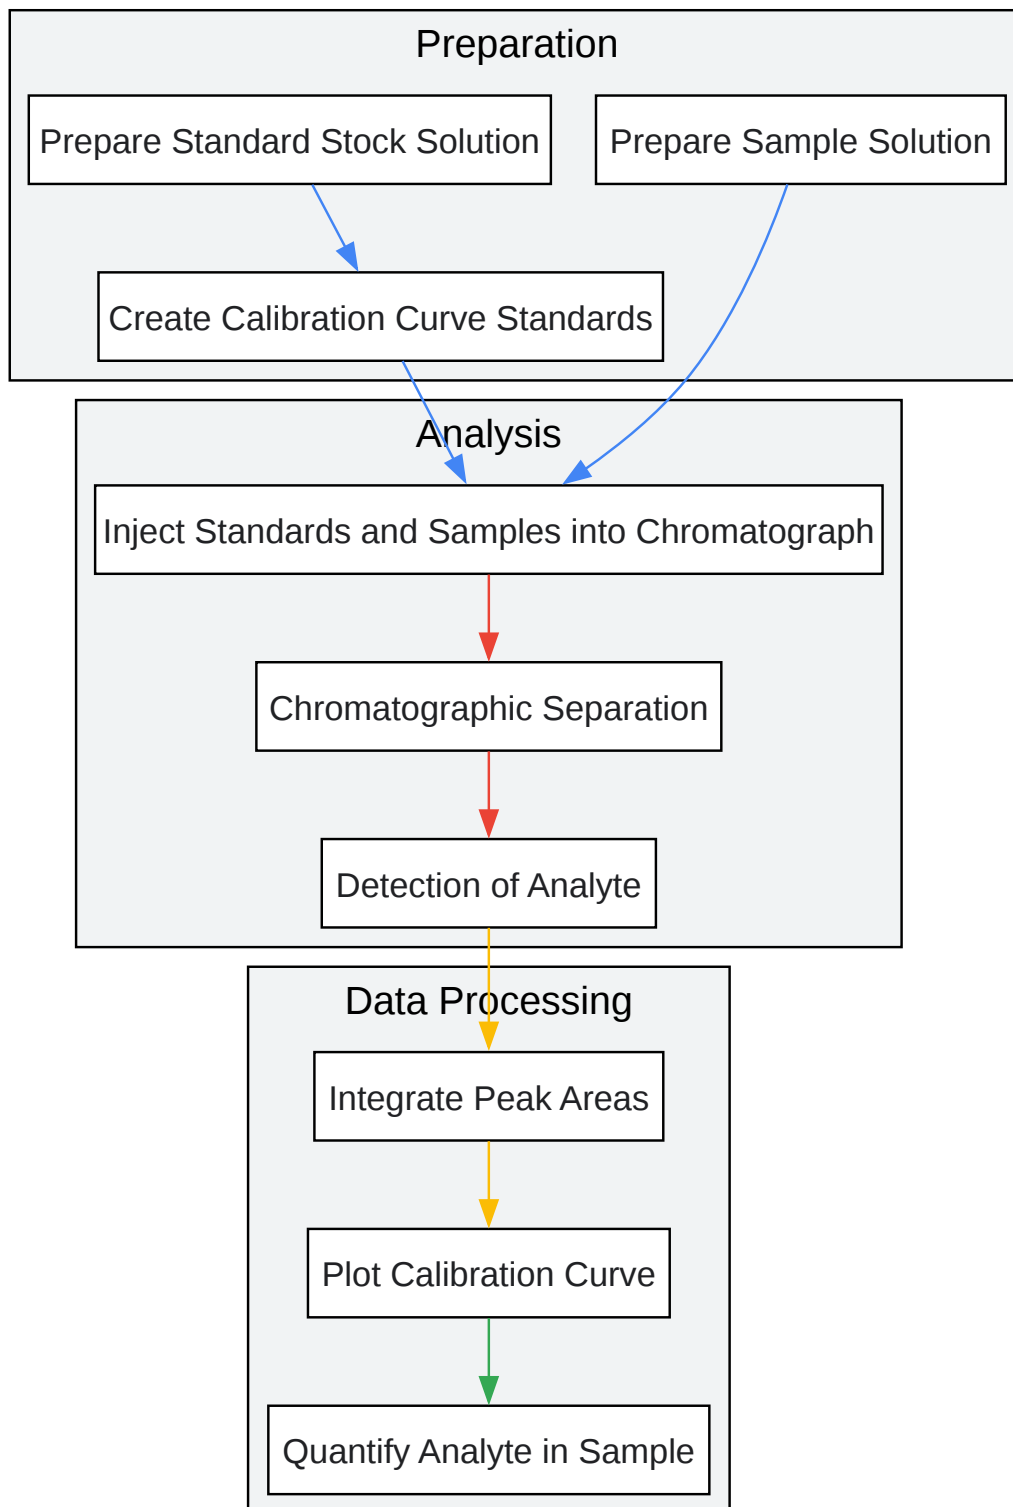 Preparation
Prepare Standard Stock Solution
Prepare Sample Solution
Create Calibration Curve Standards
Analysis
Inject Standards and Samples into Chromatograph
Chromatographic Separation
Detection of Analyte
Data Processing
Integrate Peak Areas
Plot Calibration Curve
Quantify Analyte in Sample